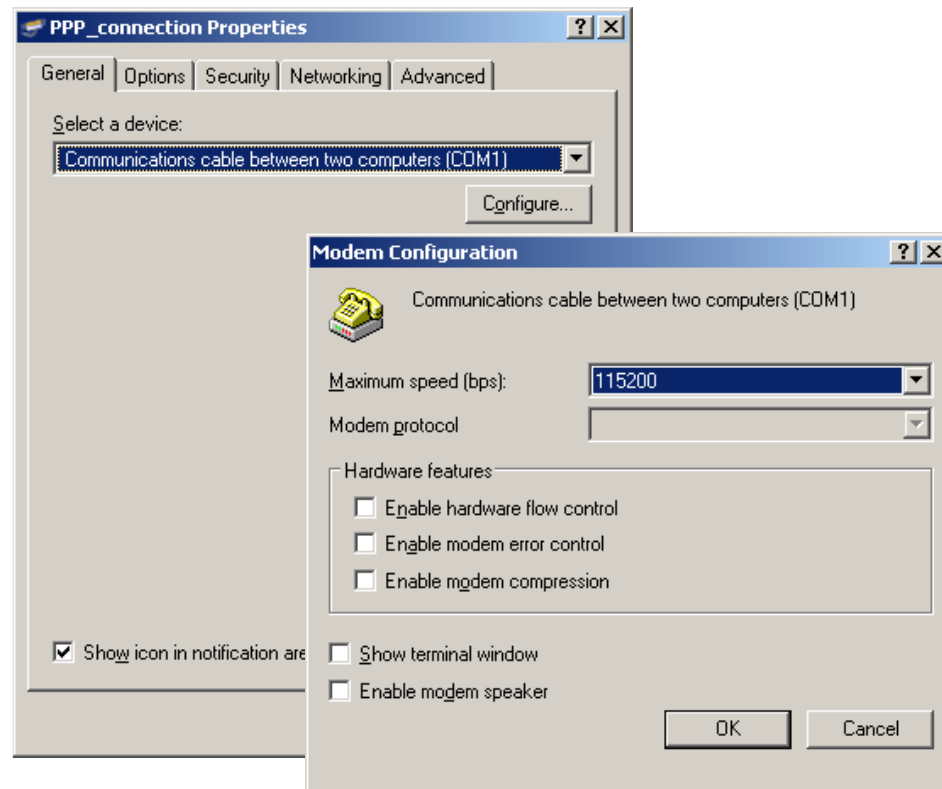 PPP_connection Properties
General Options Security Networking Advanced
Select a device:
Communications cable between two computers (COM1)
Configure...
Modem Configuration
Communications cable between two computers (COM1)
Maximum speed (bps): 115200
Modem protocol
Hardware features
Enable hardware flow control
Enable modem error control
Enable modem compression
Show icon in notification are
Show terminal window
Enable modem speaker
OK Cancel